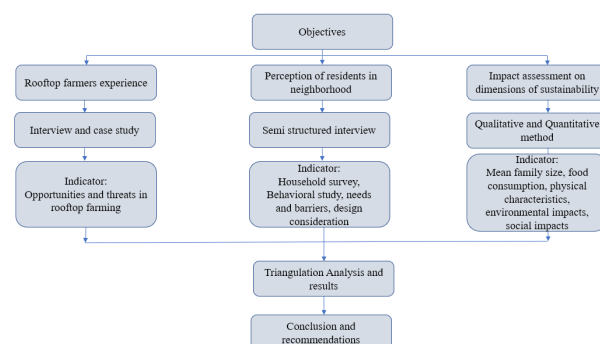 Objectives
Rooftop farmers experience
Perception of residents in
neighborhood
Impact assessment on
dimensions of sustainability
Interview and case study
Semi structured interview
Qualitative and Quantitative
method
Indicator:
Opportunities and threats in
rooftop farming
Indicator:
Household survey,
Behavioral study, needs
and barriers, design
consideration
Indicator:
Mean family size, food
consumption, physical
characteristics,
environmental impacts,
social impacts
Triangulation Analysis and
results
Conclusion and
recommendations